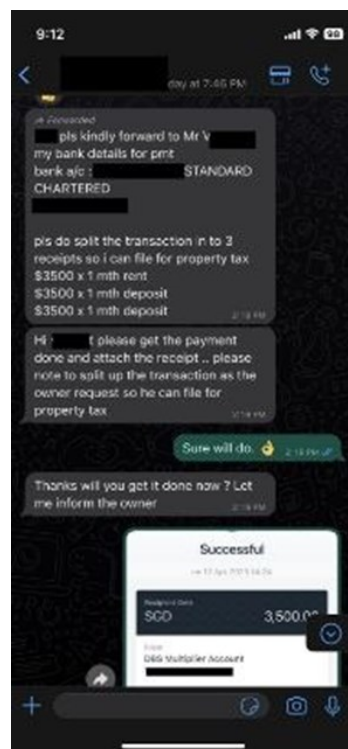 9:12
day at 7:46 PM
Forwarded
pls kindly forward to Mr V
my bank details for pmt
bank a/c : STANDARD
CHARTERED
pls do split the transaction in to 3
receipts so i can file for property tax
$3500 x 1 mth rent
$3500 x 1 mth deposit
$3500 x 1 mth deposit
2:18 PM
Hi t please get the payment
done and attach the receipt .. please
note to split up the transaction as the
owner request so he can file for
property tax
Sure will do. 👌
Thanks will you get it done now ? Let
me inform the owner
Successful
SGD 3,500.00
DBS Multiplier Account